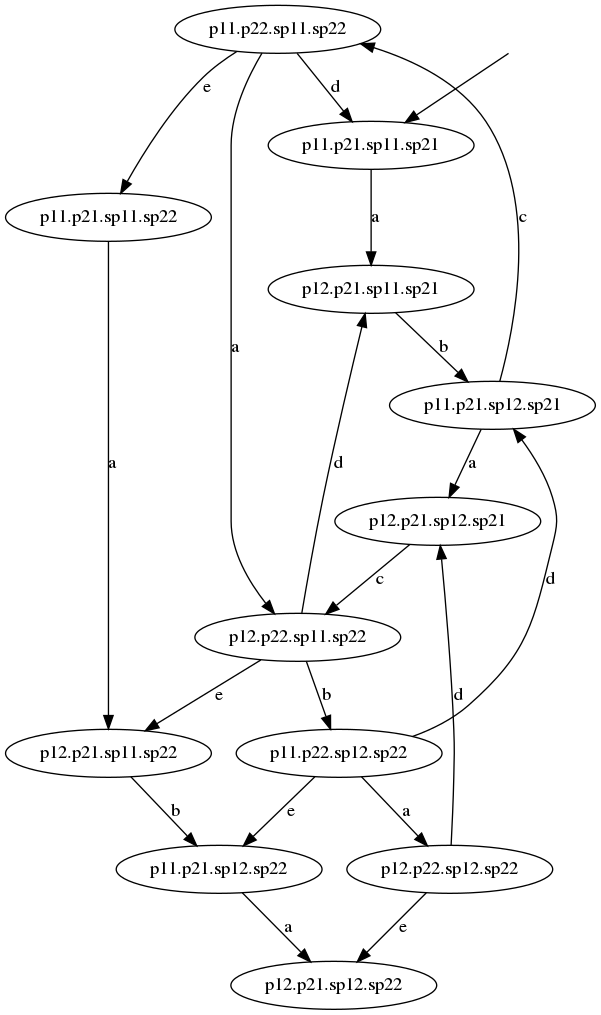 p11.p22.sp11.sp22
e
d
p11.p21.sp11.sp21
p11.p21.sp11.sp22
a
c
p12.p21.sp11.sp21
a
b
p11.p21.sp12.sp21
a
d
a
p12.p21.sp12.sp21
c
d
p12.p22.sp11.sp22
e
b
d
p12.p21.sp11.sp22
p11.p22.sp12.sp22
b
e
a
p11.p21.sp12.sp22
p12.p22.sp12.sp22
a
e
p12.p21.sp12.sp22